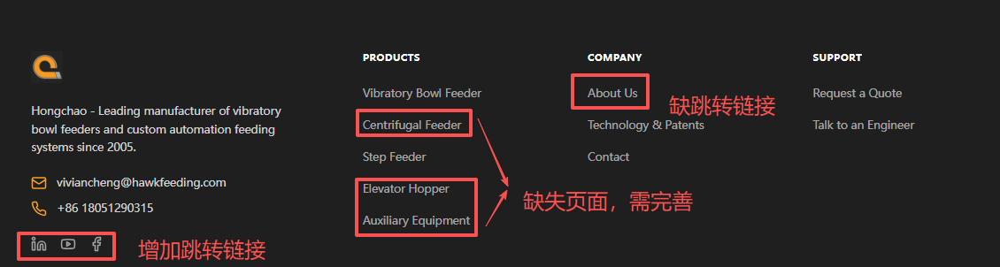 Hongchao - Leading manufacturer of vibratory
bowl feeders and custom automation feeding
systems since 2005.
viviancheng@hawkfeeding.com
+86 18051290315
增加跳转链接
PRODUCTS
Vibratory Bowl Feeder
Centrifugal Feeder
Step Feeder
Elevator Hopper
Auxiliary Equipment
缺失页面，需完善
COMPANY
About Us
缺跳转链接
Technology & Patents
Contact
SUPPORT
Request a Quote
Talk to an Engineer